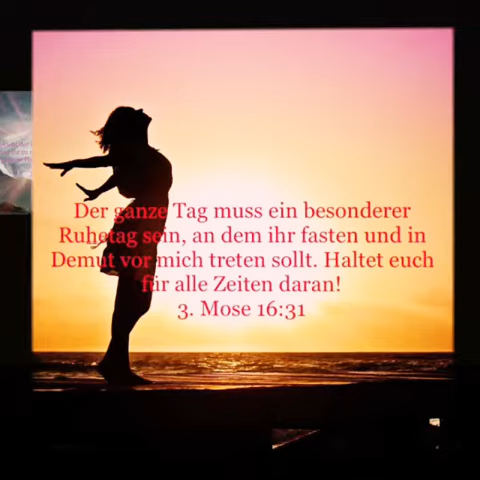 Der ganze Tag muss ein besonderer
Ruhetag sein, an dem ihr fasten und in
Demut vor mich treten sollt. Haltet euch
für alle Zeiten daran!
3. Mose 16:31